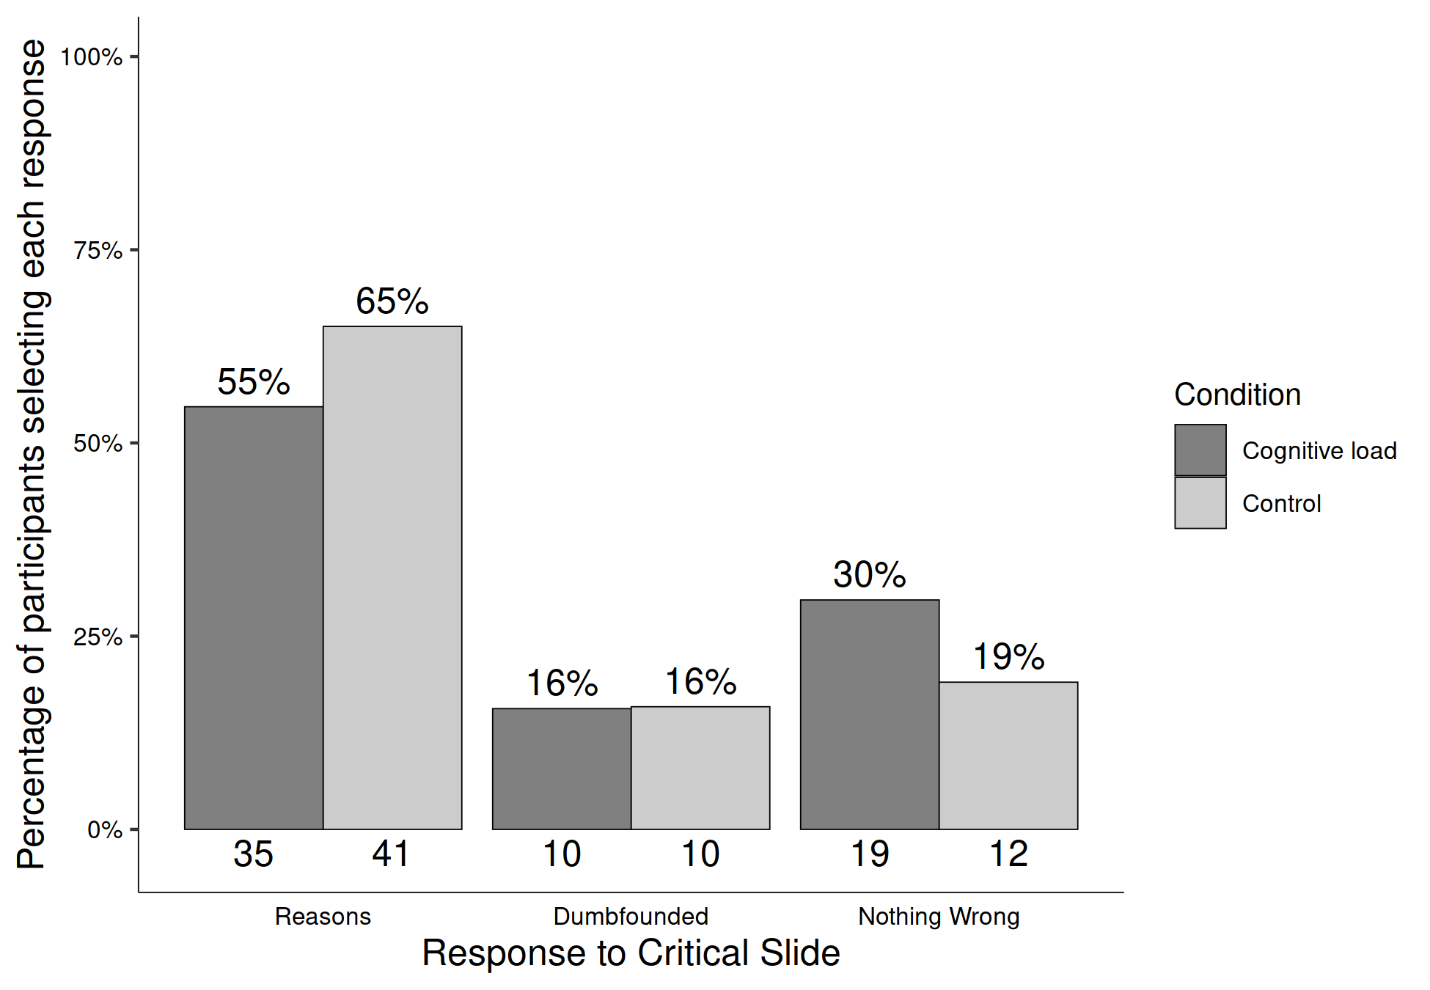 Percentage of participants selecting each response
100%
75%
50%
25%
0%
55%
65%
16%
16%
30%
19%
35
41
10
10
19
12
Reasons
Dumbfounded
Nothing Wrong
Response to Critical Slide
Condition
Cognitive load
Control